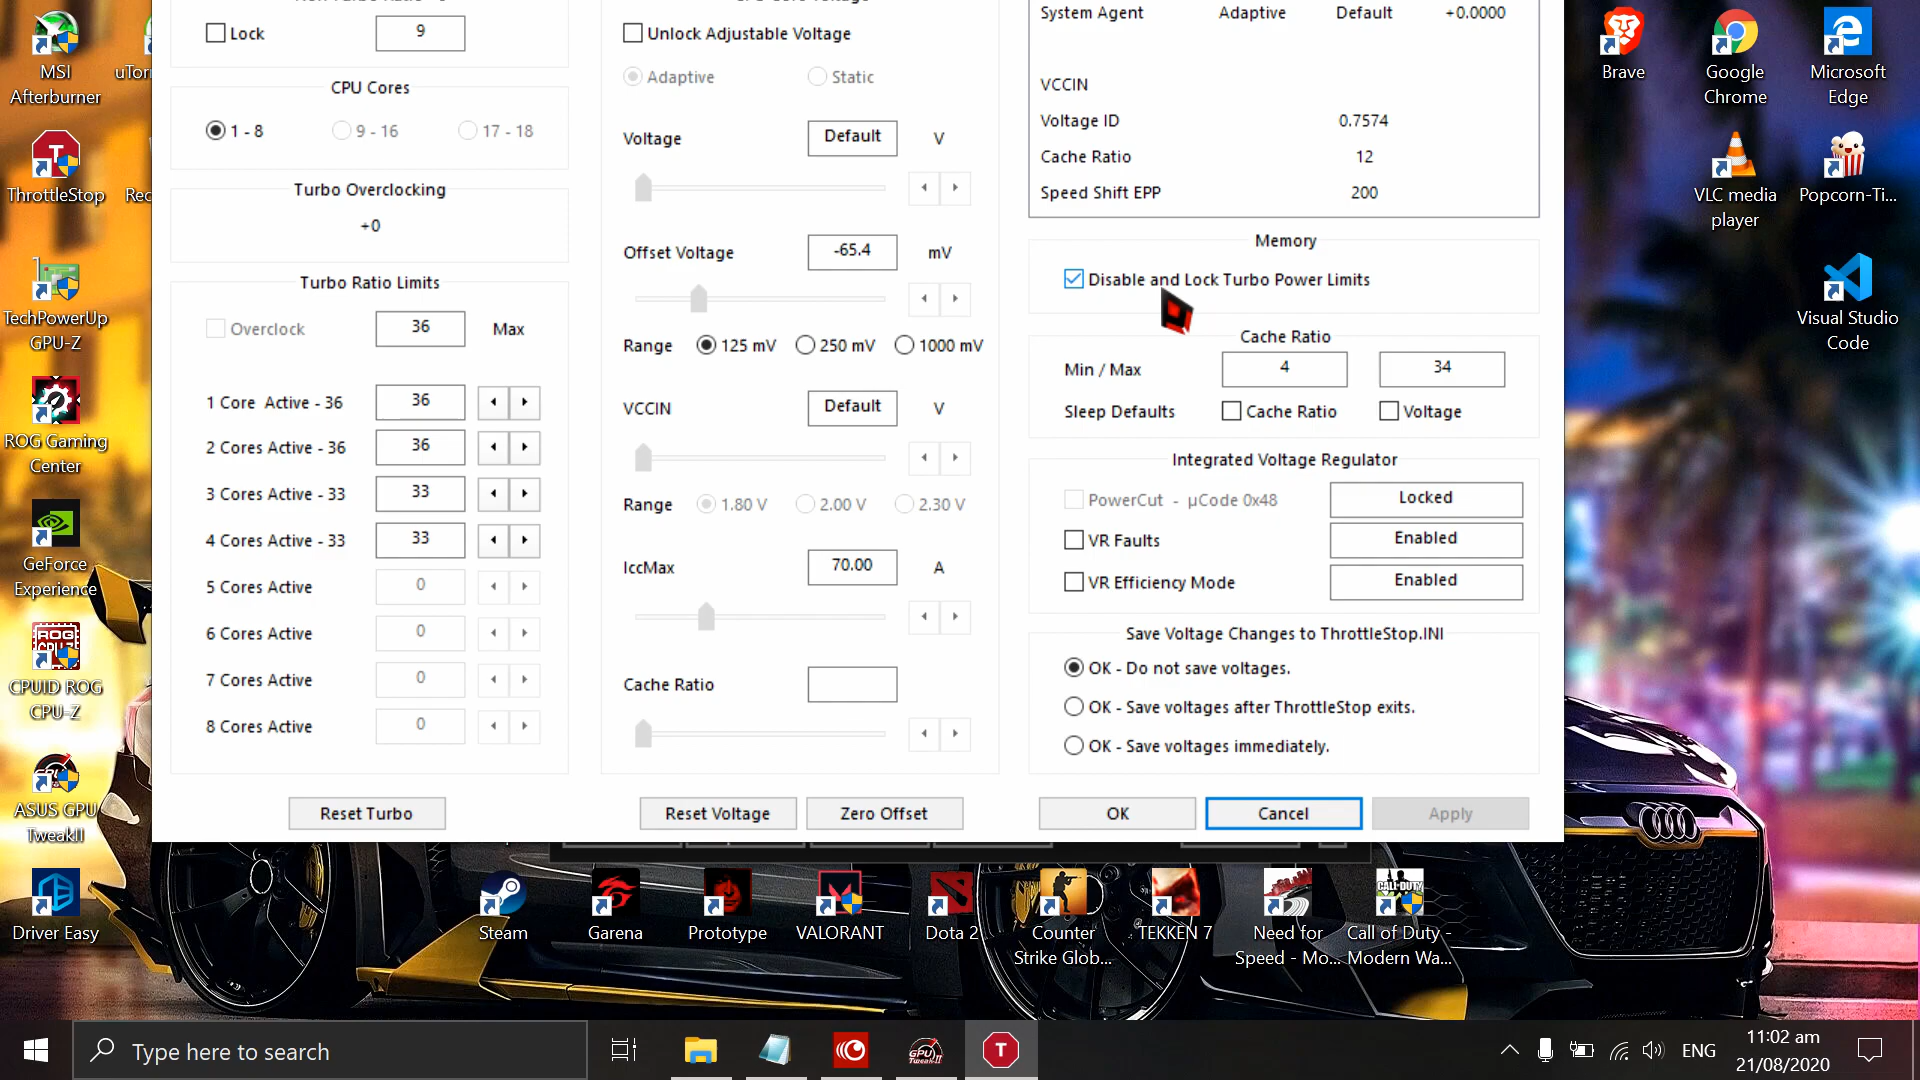 MSI
Afterburner
ThrottleStop
TechPowerUp
GPU-Z
ROG Gaming
Center
GeForce
Experience
CPUID ROG
CPU-Z
ASUS GPU
TweakII
Driver Easy
Lock
9
CPU Cores
1 - 8
9 - 16
17 - 18
Turbo Overclocking
+0
Turbo Ratio Limits
Overclock
36
Max
1 Core Active - 36
36
2 Cores Active - 36
36
3 Cores Active - 33
33
4 Cores Active - 33
33
5 Cores Active
0
6 Cores Active
0
7 Cores Active
0
8 Cores Active
0
Reset Turbo
Unlock Adjustable Voltage
Adaptive
Static
Voltage
Default
V
Offset Voltage
-65.4
mV
Range
125 mV
250 mV
1000 mV
VCCIN
Default
V
Range
1.80 V
2.00 V
2.30 V
IccMax
70.00
A
Cache Ratio
Reset Voltage
Zero Offset
System Agent Adaptive Default +0.0000
VCCIN
Voltage ID 0.7574
Cache Ratio 12
Speed Shift EPP 200
Memory
Disable and Lock Turbo Power Limits
Cache Ratio
Min / Max
4
34
Sleep Defaults
Cache Ratio
Voltage
Integrated Voltage Regulator
PowerCut - µCode 0x48
Locked
VR Faults
Enabled
VR Efficiency Mode
Enabled
Save Voltage Changes to ThrottleStop.INI
OK - Do not save voltages.
OK - Save voltages after ThrottleStop exits.
OK - Save voltages immediately.
OK
Cancel
Apply
Brave
Google
Chrome
Microsoft
Edge
VLC media
player
Popcorn-Ti...
Visual Studio
Code
Steam
Garena
Prototype
VALORANT
Dota 2
Counter
Strike Glob...
TEKKEN 7
Need for
Speed - Mo...
Call of Duty -
Modern Wa...
Type here to search
ENG
11:02 am
21/08/2020